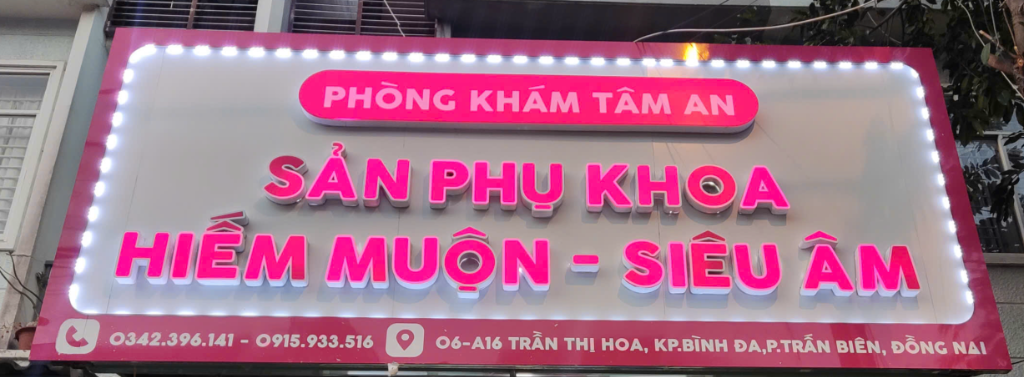 PHÒNG KHÁM TÂM AN
SẢN PHỤ KHOA
HIẾM MUỘN - SIÊU ÂM
0342.396.141 - 0915.933.516 06-A16 TRẦN THỊ HOA, KP.BÌNH ĐA,P.TRẤN BIÊN, ĐỒNG NAI